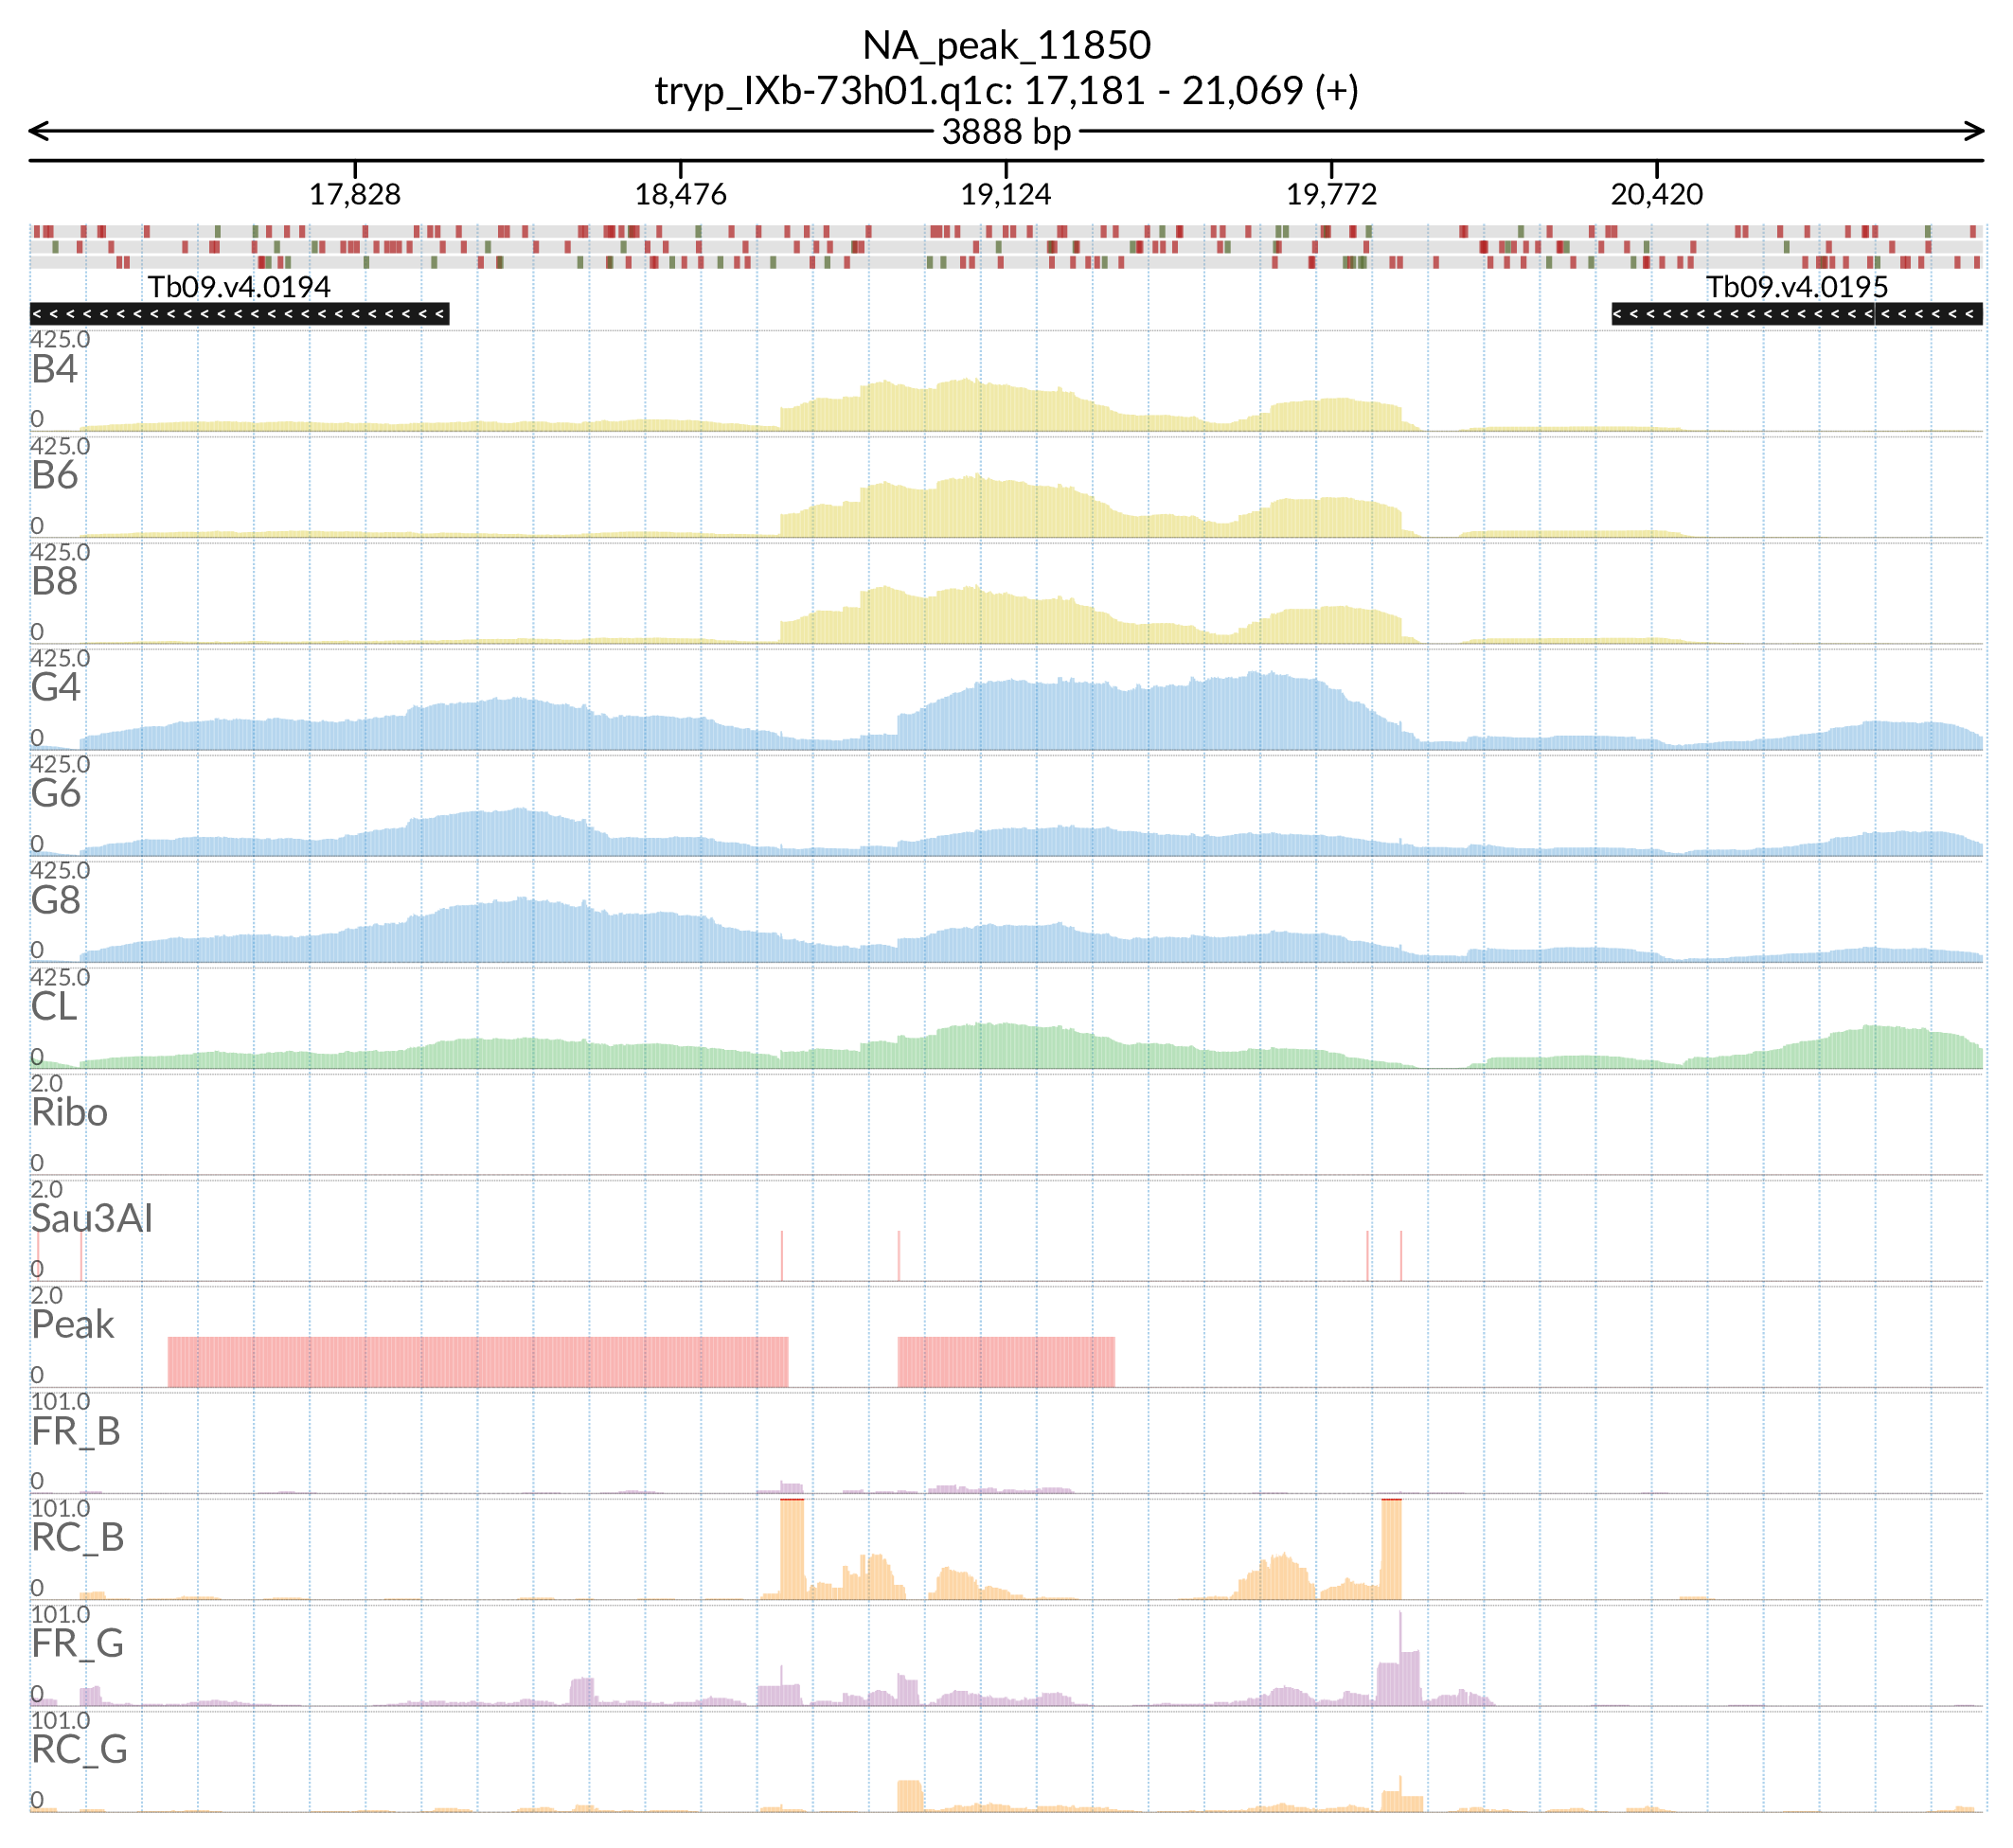 NA_peak_11850
tryp_IXb-73h01.q1c: 17,181 - 21,069 (+)
3888 bp
17,828 18,476 19,124 19,772 20,420
Tb09.v4.0194 Tb09.v4.0195
425.0
B4
0
425.0
B6
0
425.0
B8
0
425.0
G4
0
425.0
G6
0
425.0
G8
0
425.0
CL
0
2.0
Ribo
0
2.0
Sau3AI
0
2.0
Peak
0
101.0
FR_B
0
101.0
RC_B
0
101.0
FR_G
0
101.0
RC_G
0